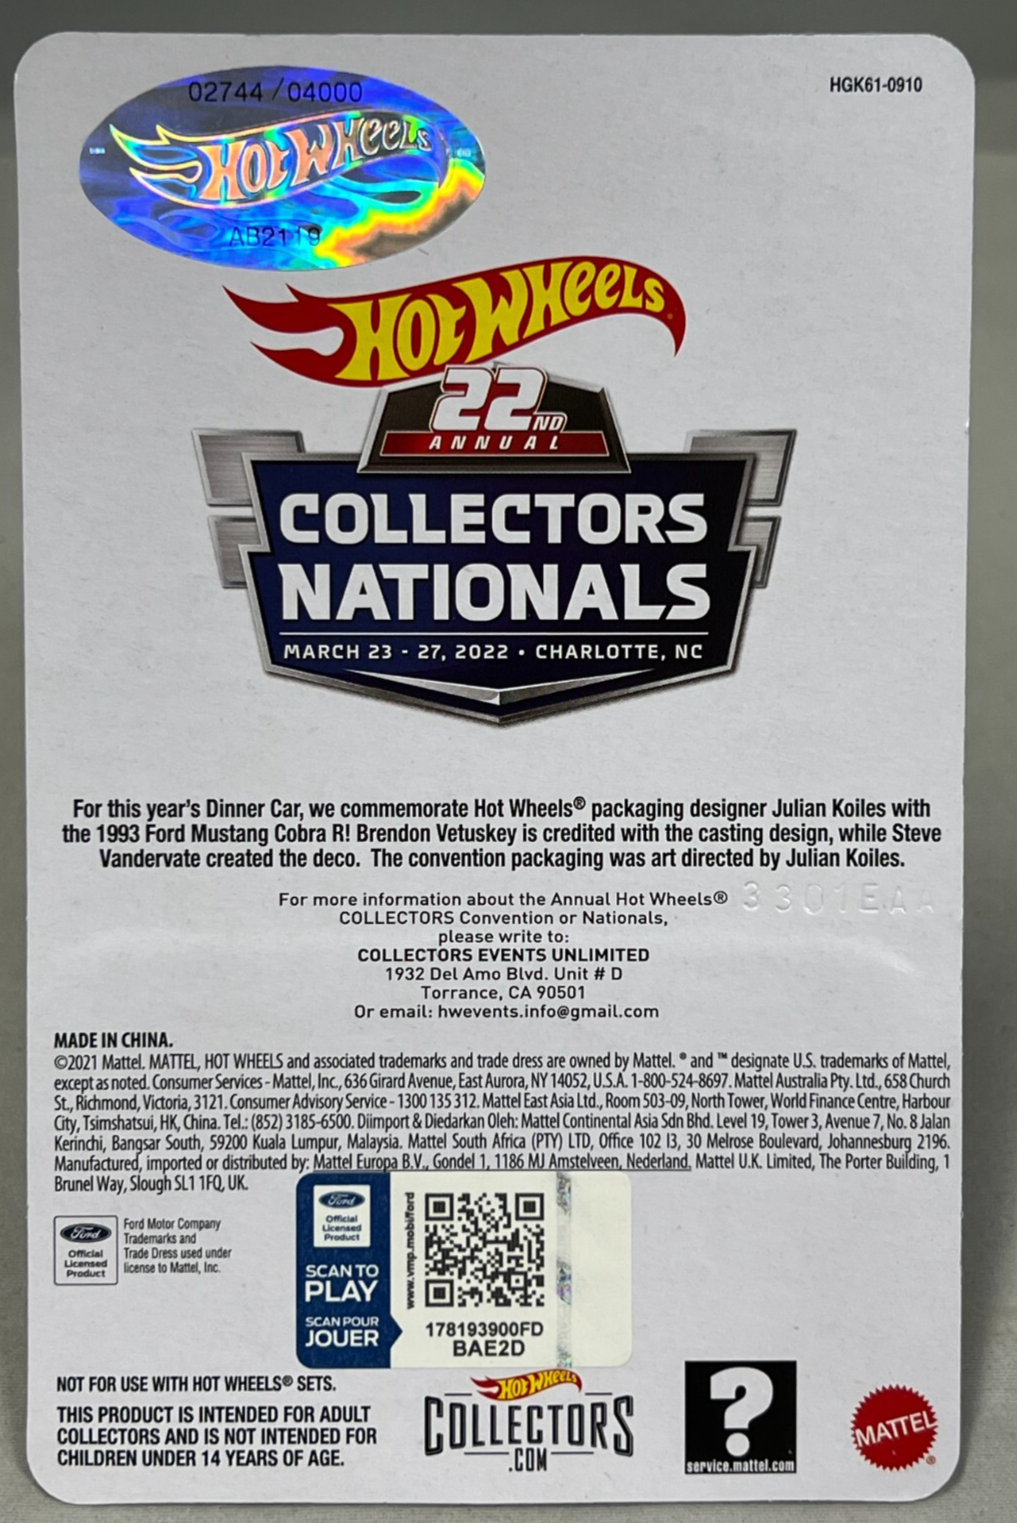 02744/04000
HGK61-0910
HOT WHEELS
AB2119
HOT WHEELS
22ND
ANNUAL
COLLECTORS
NATIONALS
MARCH 23 - 27, 2022 • CHARLOTTE, NC
For this year's Dinner Car, we commemorate Hot Wheels® packaging designer Julian Koiles with
the 1993 Ford Mustang Cobra R! Brendon Vetuskey is credited with the casting design, while Steve
Vandervate created the deco. The convention packaging was art directed by Julian Koiles.
For more information about the Annual Hot Wheels®
3301EAA
COLLECTORS Convention or Nationals,
please write to:
COLLECTORS EVENTS UNLIMITED
1932 Del Amo Blvd. Unit # D
Torrance, CA 90501
Or email: hwevents.info@gmail.com
MADE IN CHINA.
©2021 Mattel. MATTEL, HOT WHEELS and associated trademarks and trade dress are owned by Mattel. ® and ™ designate U.S. trademarks of Mattel,
except as noted. Consumer Services - Mattel, Inc., 636 Girard Avenue, East Aurora, NY 14052, U.S.A. 1-800-524-8697. Mattel Australia Pty. Ltd., 658 Church
St., Richmond, Victoria, 3121. Consumer Advisory Service - 1300 135 312. Mattel East Asia Ltd., Room 503-09, North Tower, World Finance Centre, Harbour
City, Tsimshatsui, HK, China. Tel.: (852) 3185-6500. Diimport & Diedarkan Oleh: Mattel Continental Asia Sdn Bhd. Level 19, Tower 3, Avenue 7, No. 8 Jalan
Kerinchi, Bangsar South, 59200 Kuala Lumpur, Malaysia. Mattel South Africa (PTY) LTD, Office 102 I3, 30 Melrose Boulevard, Johannesburg 2196.
Manufactured, imported or distributed by: Mattel Europa B.V., Gondel 1, 1186 MJ Amstelveen, Nederland. Mattel U.K. Limited, The Porter Building, 1
Brunel Way, Slough SL1 1FQ, UK.
Ford
Official
Licensed
Product
Ford Motor Company
Trademarks and
Trade Dress used under
license to Mattel, Inc.
Ford
Official
Licensed
Product
SCAN TO
PLAY
SCAN POUR
JOUER
www.vmp.mobi/ford
178193900FD
BAE2D
NOT FOR USE WITH HOT WHEELS® SETS.
THIS PRODUCT IS INTENDED FOR ADULT
COLLECTORS AND IS NOT INTENDED FOR
CHILDREN UNDER 14 YEARS OF AGE.
HOT WHEELS
COLLECTORS
.COM
?
service.mattel.com
MATTEL®